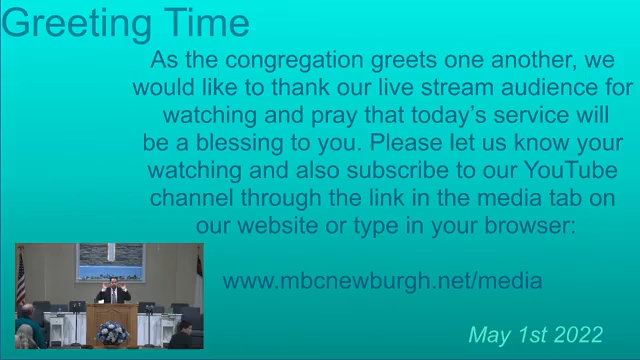 Greeting Time
As the congregation greets one another, we
would like to thank our live stream audience for
watching and pray that today's service will
be a blessing to you. Please let us know your
watching and also subscribe to our YouTube
channel through the link in the media tab on
our website or type in your browser:
www.mbcnewburgh.net/media
May 1st 2022